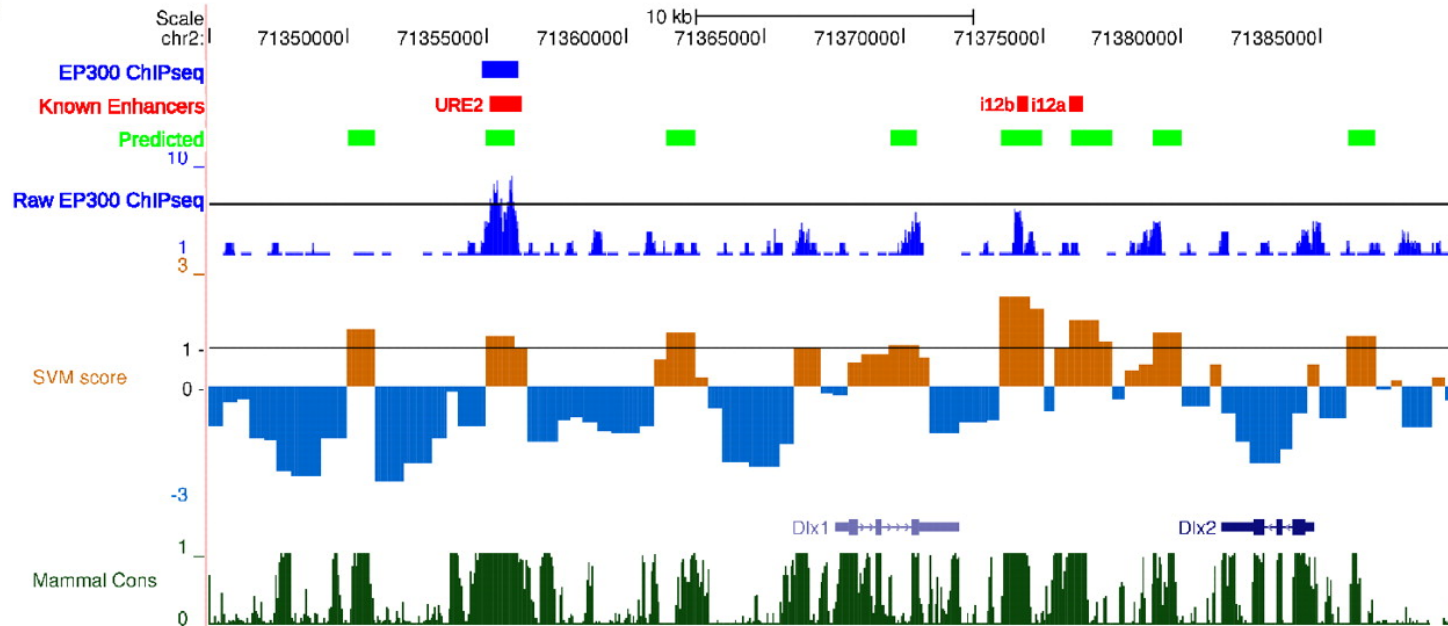 Scale 10 kb
chr2: 71350000 71355000 71360000 71365000 71370000 71375000 71380000 71385000
EP300 ChIPseq
Known Enhancers URE2 i12b i12a
Predicted
10
Raw EP300 ChIPseq
1
3
1
SVM score
0
-3
Dlx1 Dlx2
1
Mammal Cons
0